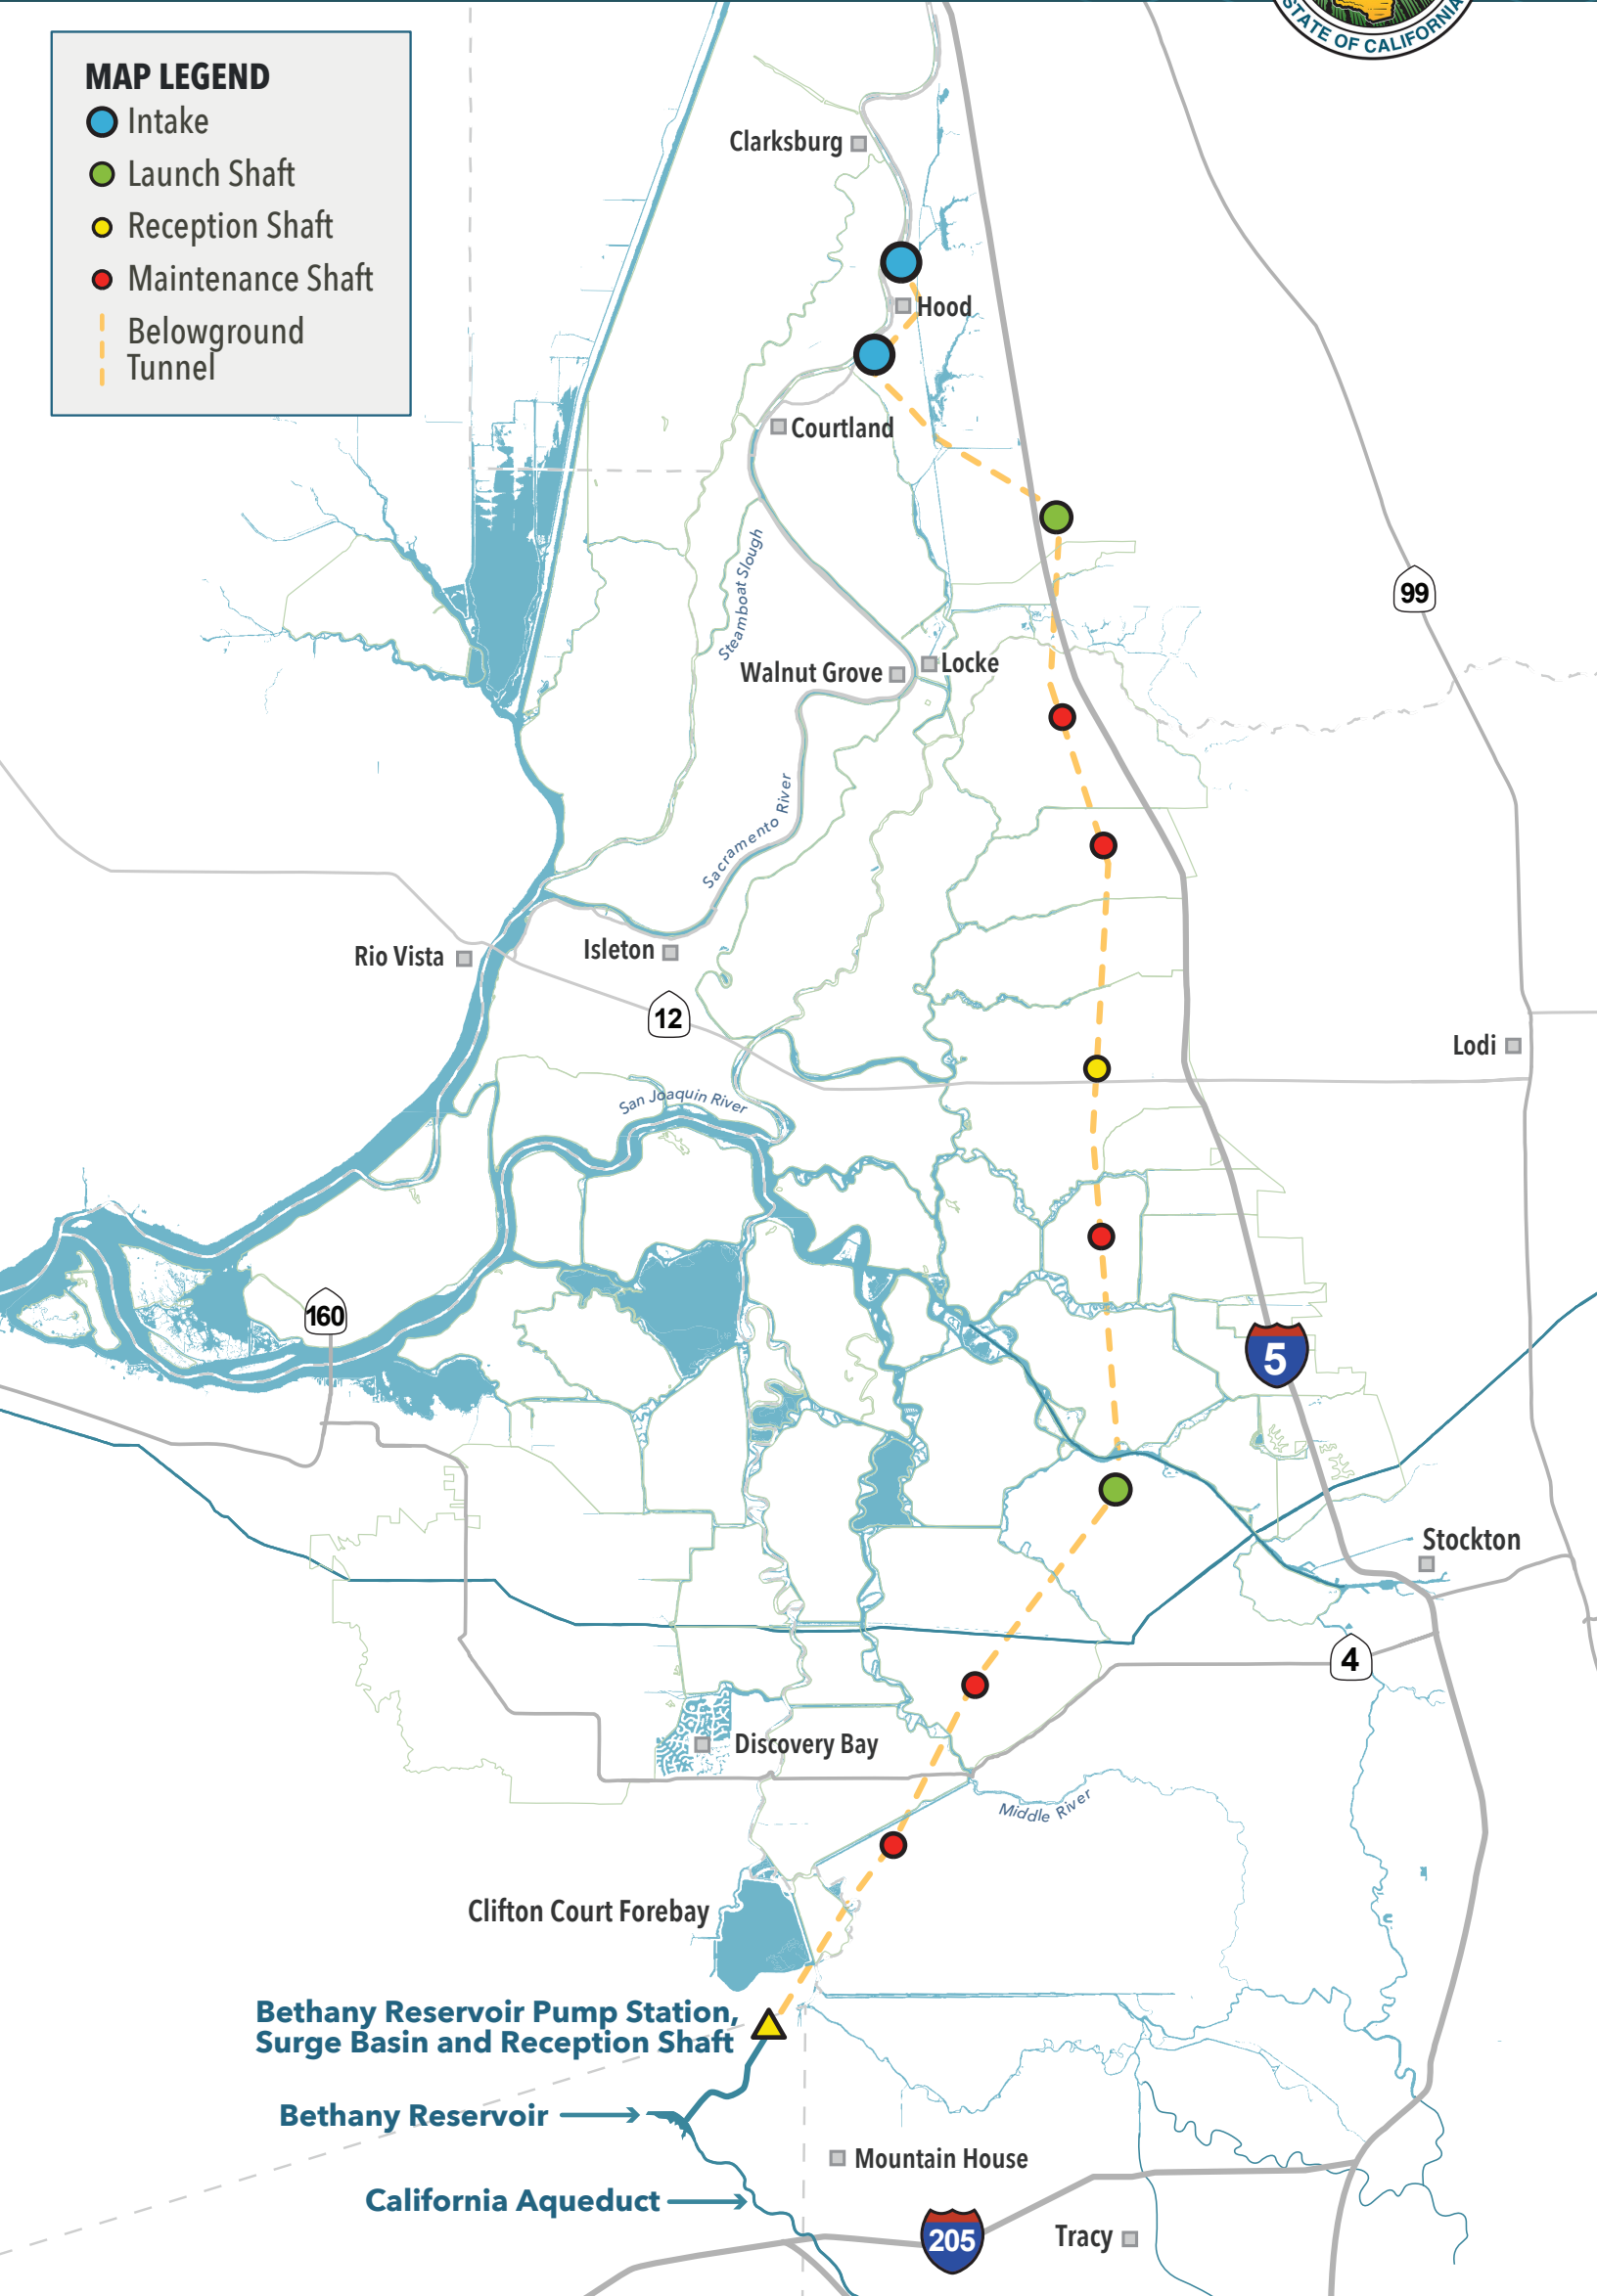 STATE OF CALIFORNIA
MAP LEGEND
Intake
Launch Shaft
Reception Shaft
Maintenance Shaft
Belowground
Tunnel
Clarksburg
Hood
Courtland
Steamboat Slough
99
Walnut Grove
Locke
Sacramento River
Rio Vista
Isleton
12
Lodi
San Joaquin River
160
5
Stockton
4
Discovery Bay
Middle River
Clifton Court Forebay
Bethany Reservoir Pump Station,
Surge Basin and Reception Shaft
Bethany Reservoir
Mountain House
California Aqueduct
205
Tracy